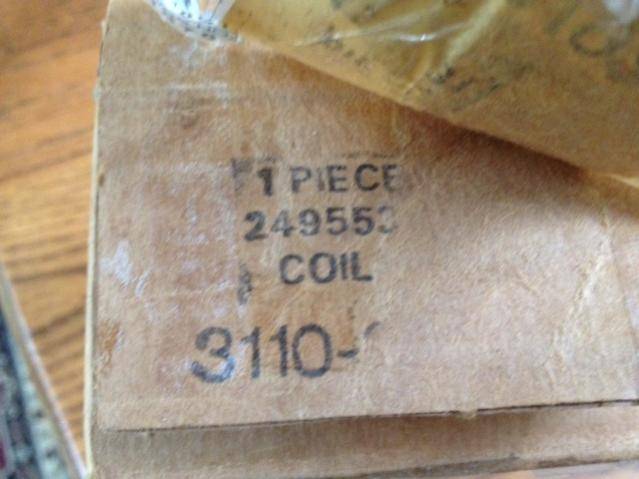 1 PIECE
249553
COIL
3110-